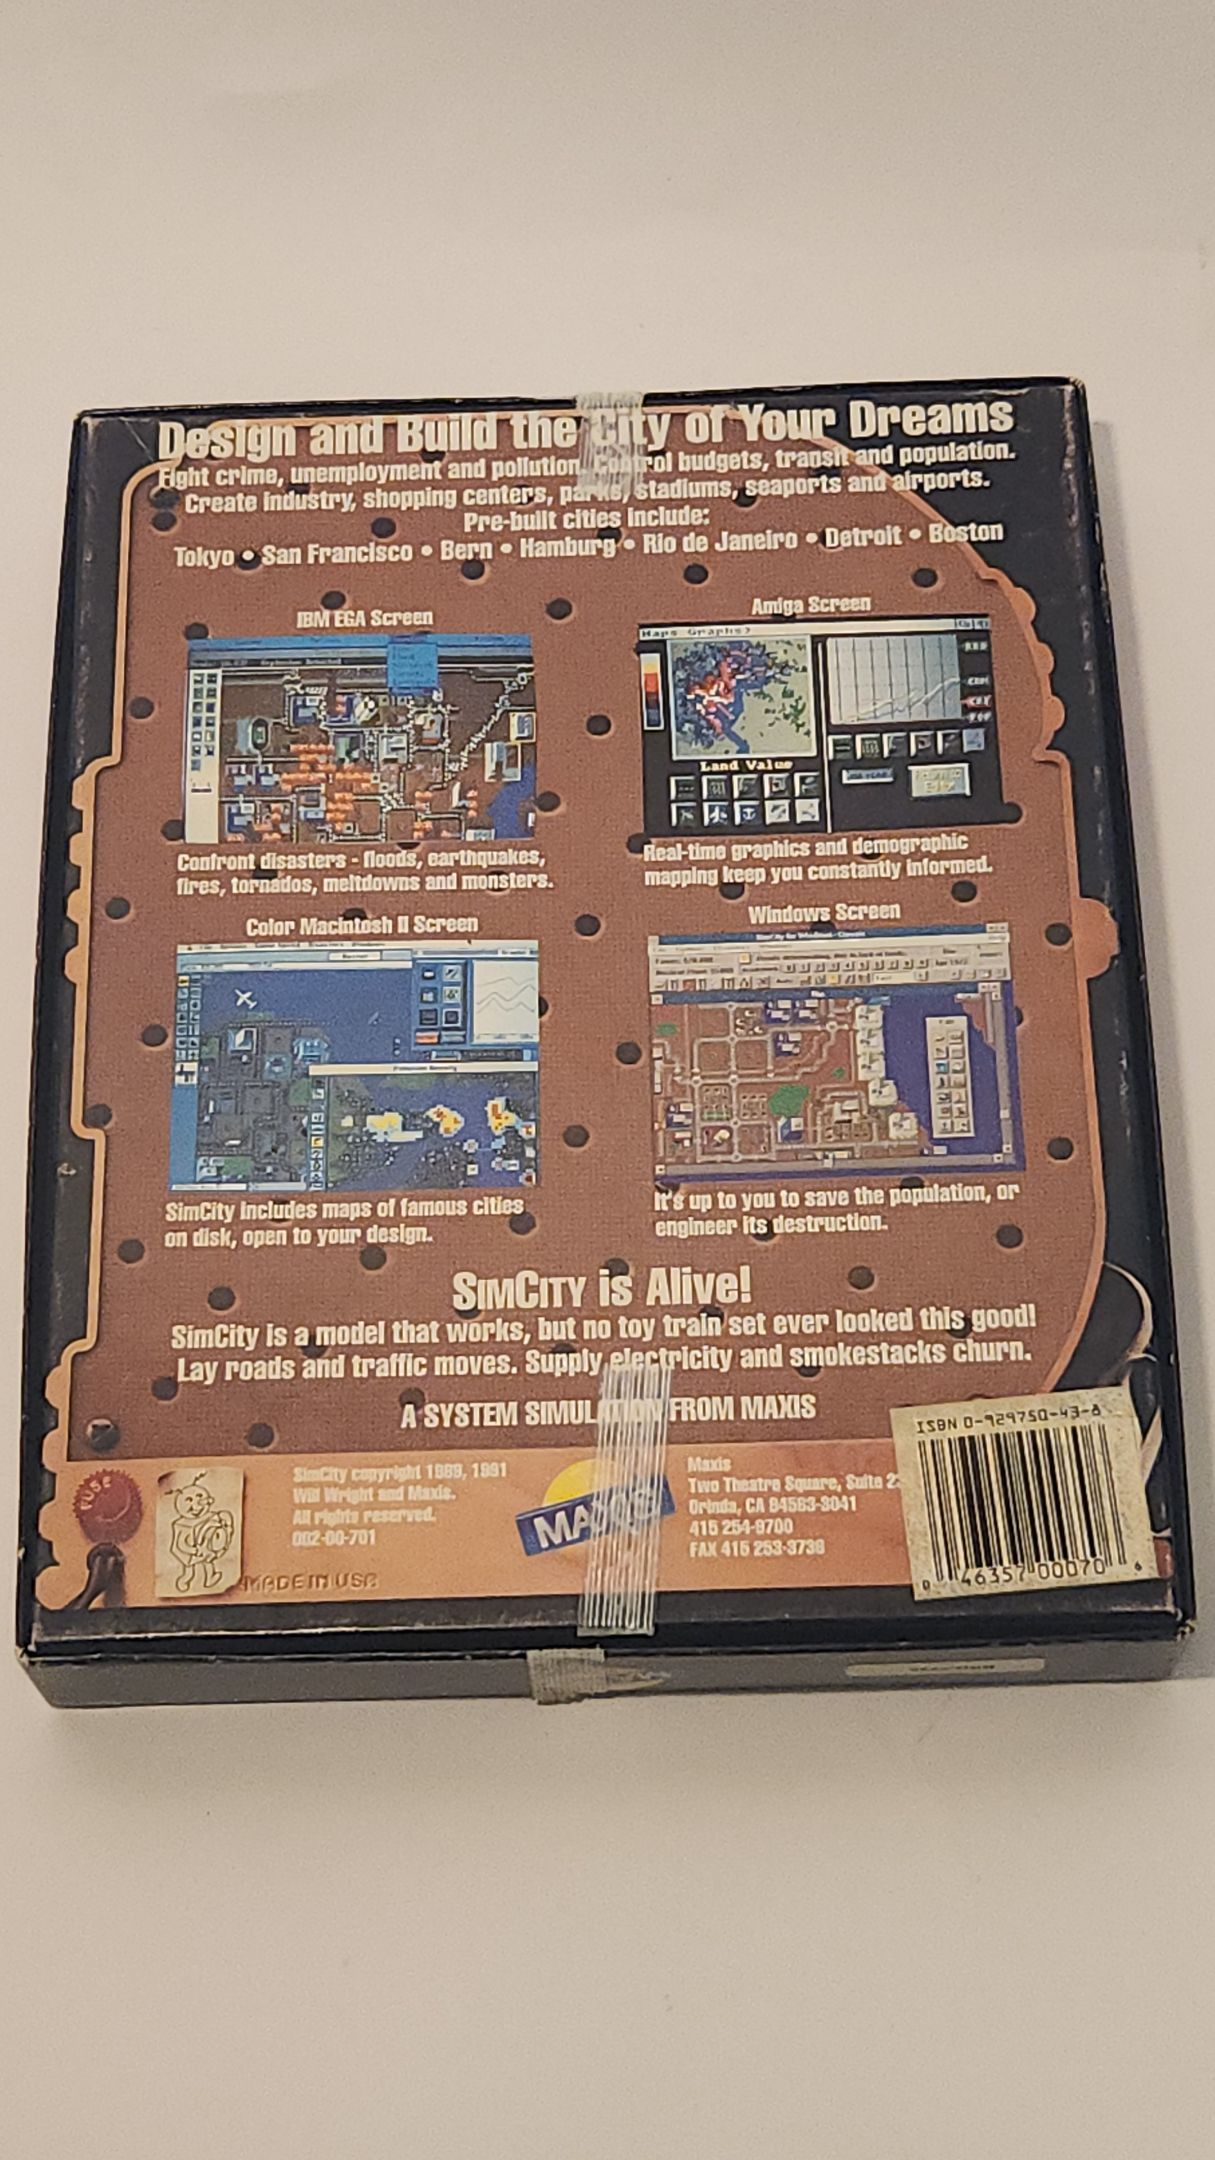 Design and Build the City of Your Dreams
Fight crime, unemployment and pollution. Control budgets, transit and population.
Create industry, shopping centers, parks, stadiums, seaports and airports.
Pre-built cities include:
Tokyo • San Francisco • Bern • Hamburg • Rio de Janeiro • Detroit • Boston
IBM EGA Screen
Amiga Screen
Maps Graphs?
Land Value
Confront disasters - floods, earthquakes,
fires, tornados, meltdowns and monsters.
Real-time graphics and demographic
mapping keep you constantly informed.
Color Macintosh II Screen
Windows Screen
SimCity includes maps of famous cities
on disk, open to your design.
It's up to you to save the population, or
engineer its destruction.
SIMCITY is Alive!
SimCity is a model that works, but no toy train set ever looked this good!
Lay roads and traffic moves. Supply electricity and smokestacks churn.
A SYSTEM SIMULATION FROM MAXIS
FUSE
MADE IN USA
SimCity copyright 1989, 1991
Will Wright and Maxis.
All rights reserved.
002-00-701
MAXIS
Maxis
Two Theatre Square, Suite
Orinda, CA 94563-3041
415 254-9700
FAX 415 253-3736
ISBN 0-929750-43-8
0 46357 00070 6